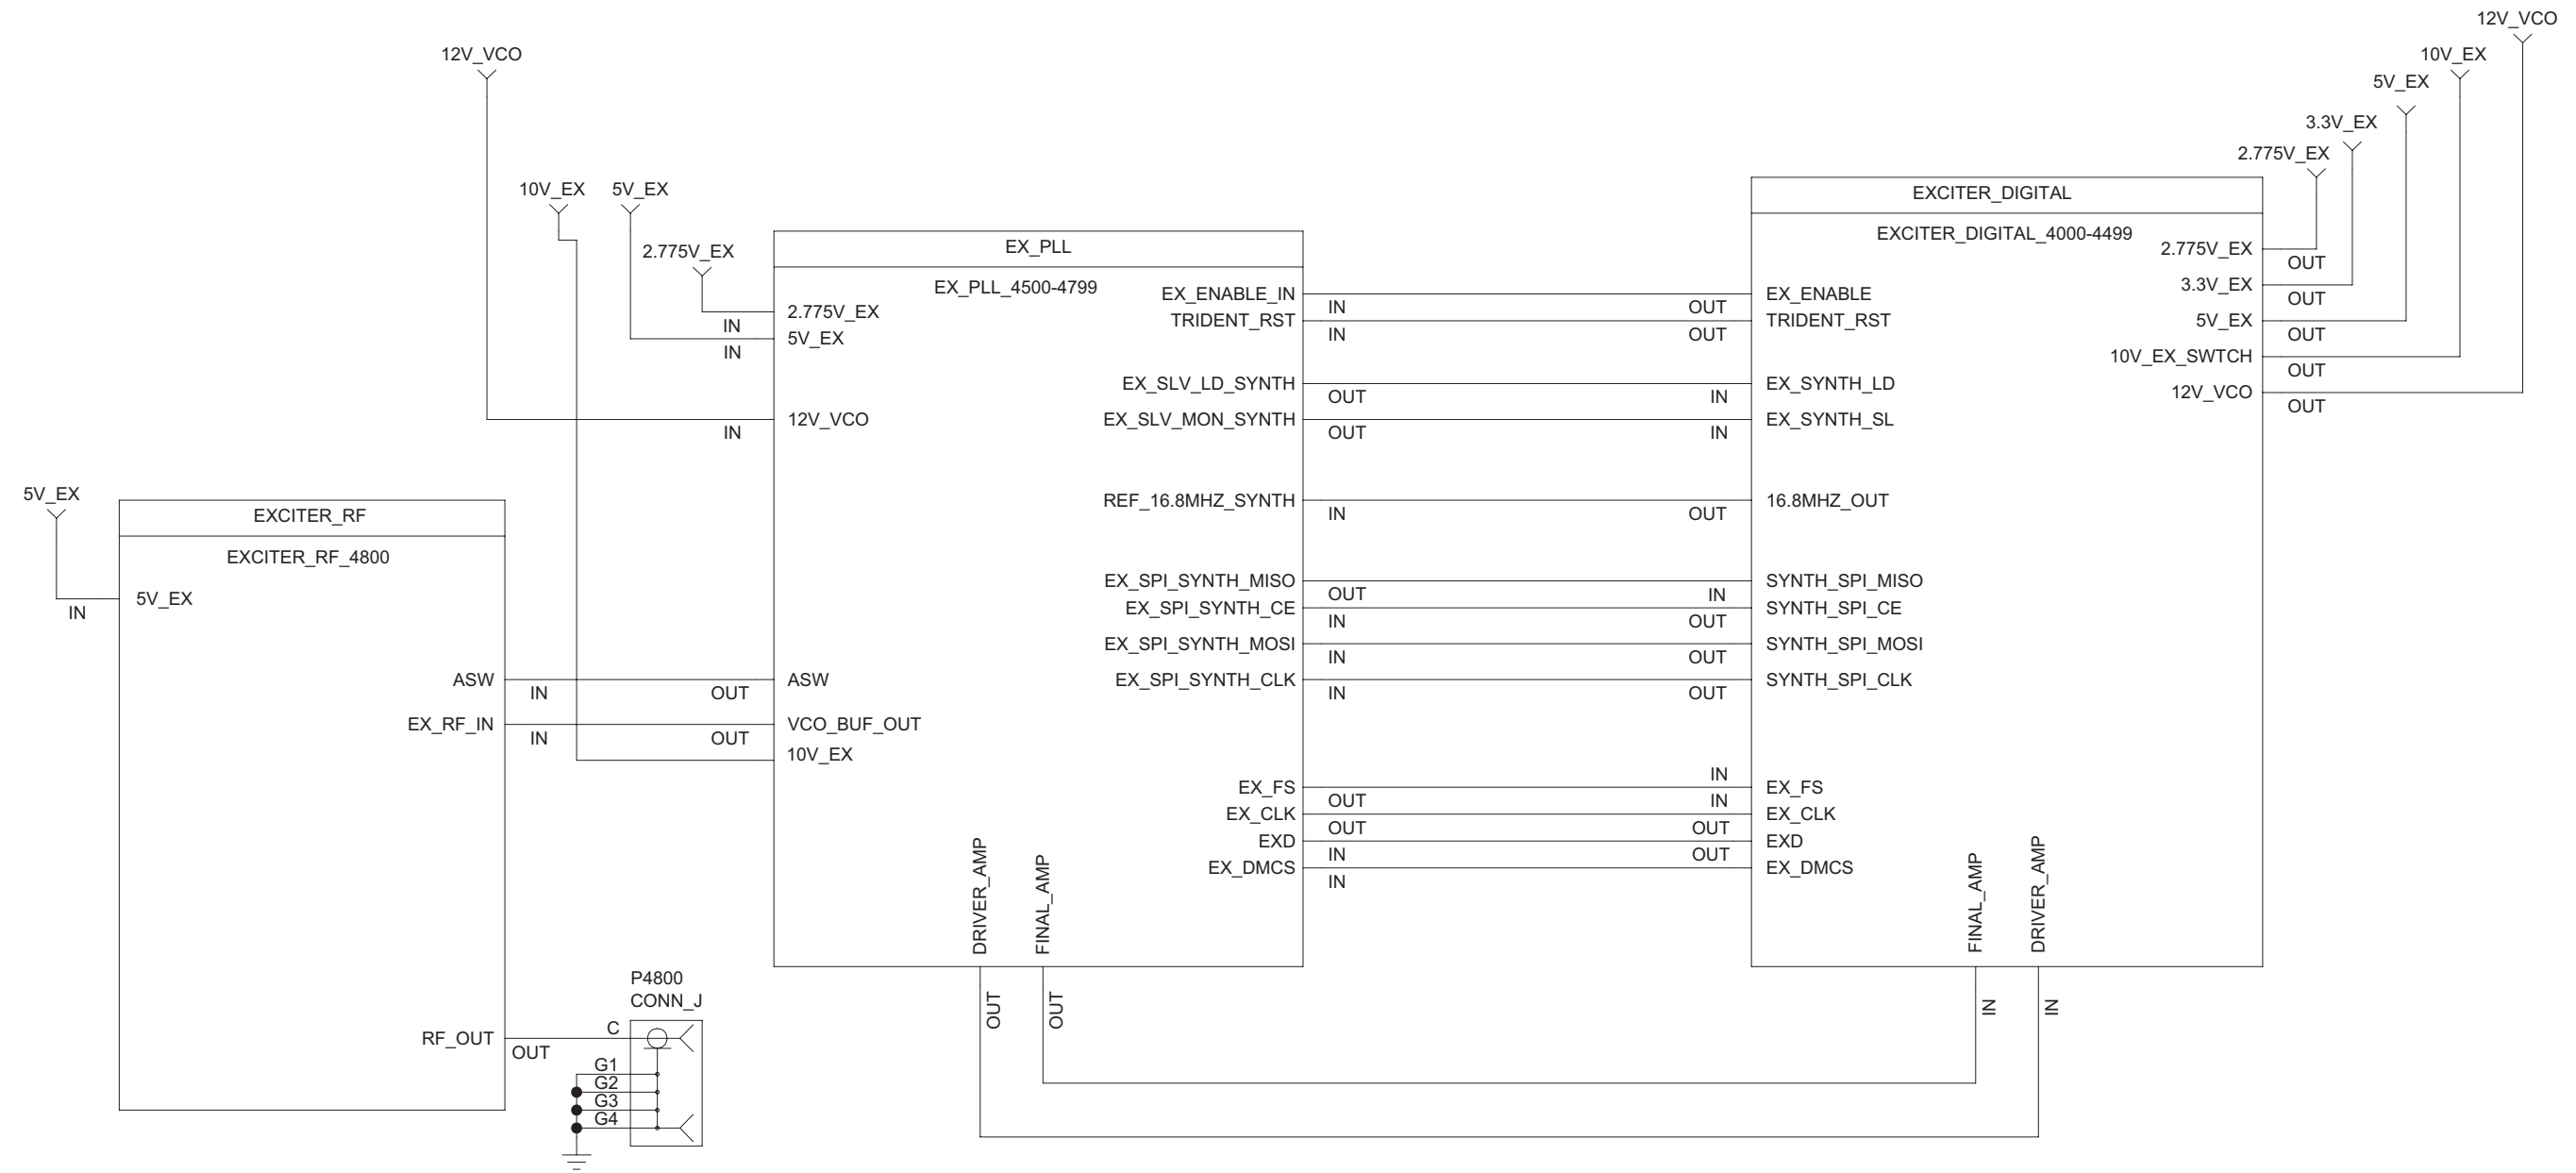 12V_VCO
12V_VCO
10V_EX
5V_EX
3.3V_EX
2.775V_EX
10V_EX
5V_EX
2.775V_EX
5V_EX
EXCITER_RF
EXCITER_RF_4800
5V_EX
IN
ASW
IN
EX_RF_IN
IN
RF_OUT
OUT
P4800
CONN_J
C
G1
G2
G3
G4
EX_PLL
EX_PLL_4500-4799
2.775V_EX
IN
5V_EX
IN
12V_VCO
IN
ASW
OUT
VCO_BUF_OUT
OUT
10V_EX
EX_ENABLE_IN
IN
TRIDENT_RST
IN
EX_SLV_LD_SYNTH
OUT
EX_SLV_MON_SYNTH
OUT
REF_16.8MHZ_SYNTH
IN
EX_SPI_SYNTH_MISO
OUT
EX_SPI_SYNTH_CE
IN
EX_SPI_SYNTH_MOSI
IN
EX_SPI_SYNTH_CLK
IN
EX_FS
OUT
EX_CLK
OUT
EXD
IN
EX_DMCS
IN
DRIVER_AMP
OUT
FINAL_AMP
OUT
EXCITER_DIGITAL
EXCITER_DIGITAL_4000-4499
EX_ENABLE
OUT
TRIDENT_RST
OUT
EX_SYNTH_LD
IN
EX_SYNTH_SL
IN
16.8MHZ_OUT
OUT
SYNTH_SPI_MISO
IN
SYNTH_SPI_CE
OUT
SYNTH_SPI_MOSI
OUT
SYNTH_SPI_CLK
OUT
IN
EX_FS
IN
EX_CLK
OUT
EXD
OUT
EX_DMCS
FINAL_AMP
IN
DRIVER_AMP
IN
2.775V_EX
OUT
3.3V_EX
OUT
5V_EX
OUT
10V_EX_SWTCH
OUT
12V_VCO
OUT